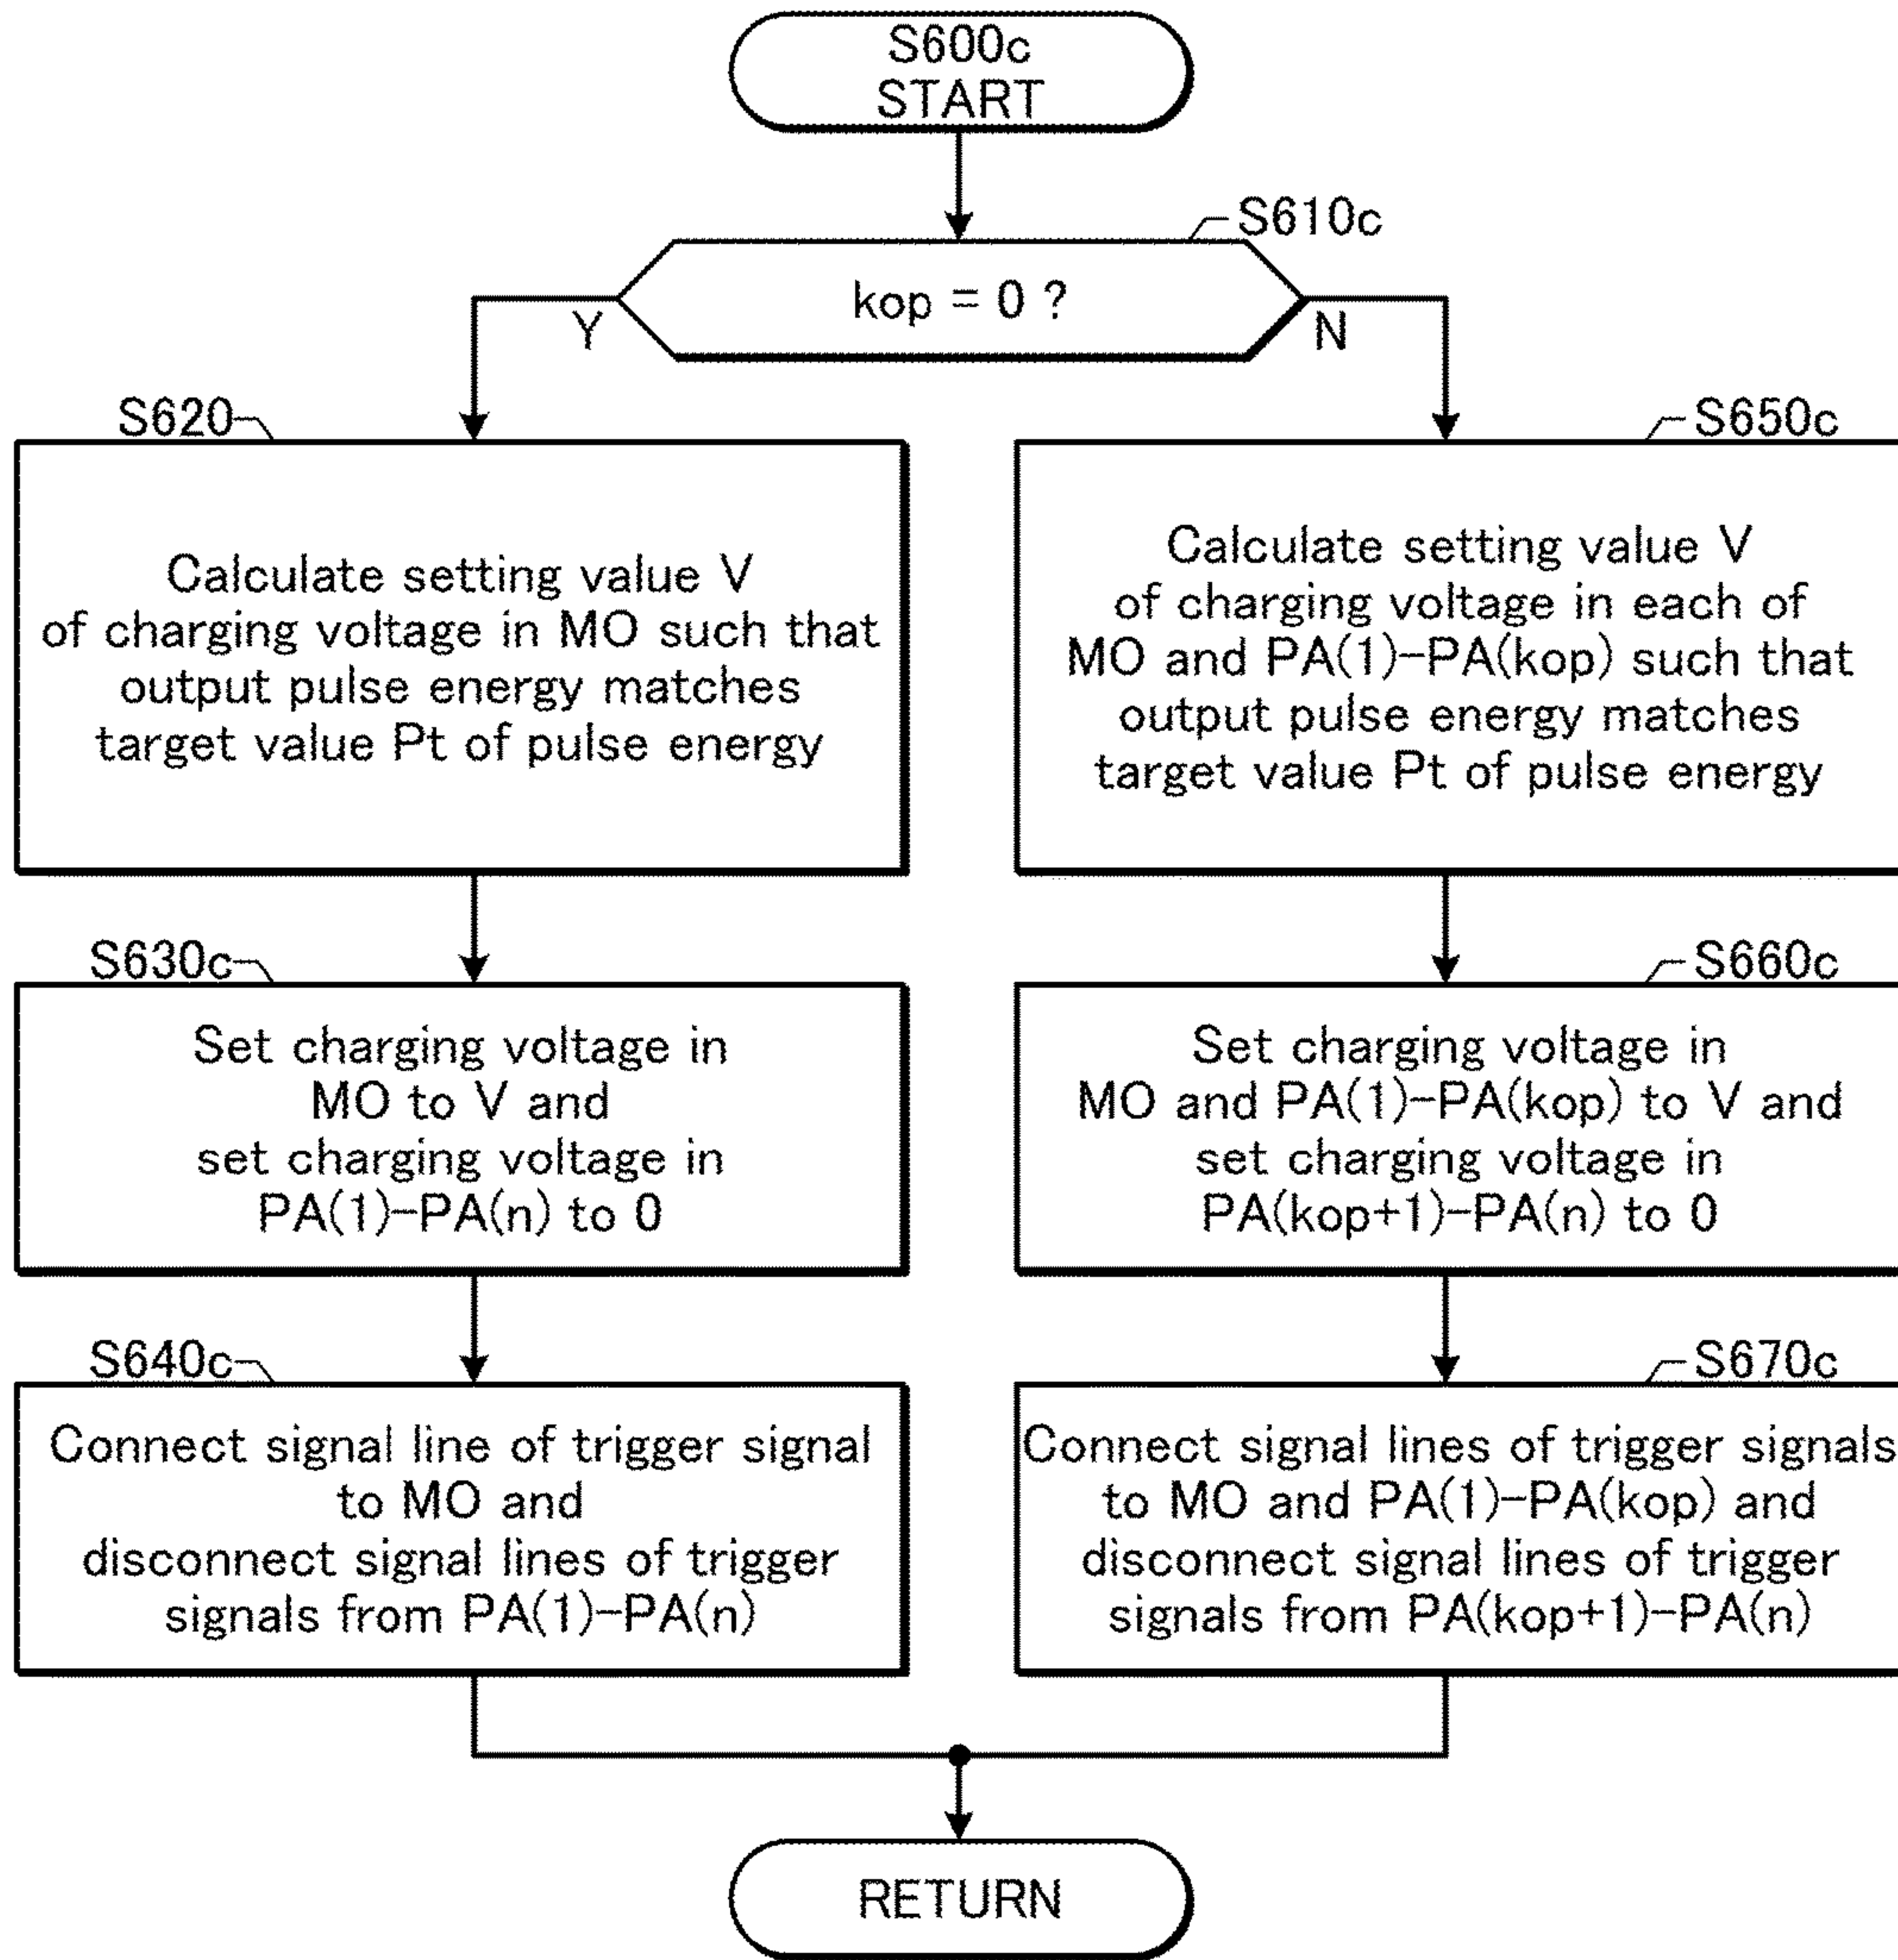 S600c
START
S610c
kop = 0 ?
Y
N
S620
Calculate setting value V
of charging voltage in MO such that
output pulse energy matches
target value Pt of pulse energy
S630c
Set charging voltage in
MO to V and
set charging voltage in
PA(1)-PA(n) to 0
S640c
Connect signal line of trigger signal
to MO and
disconnect signal lines of trigger
signals from PA(1)-PA(n)
S650c
Calculate setting value V
of charging voltage in each of
MO and PA(1)-PA(kop) such that
output pulse energy matches
target value Pt of pulse energy
S660c
Set charging voltage in
MO and PA(1)-PA(kop) to V and
set charging voltage in
PA(kop+1)-PA(n) to 0
S670c
Connect signal lines of trigger signals
to MO and PA(1)-PA(kop) and
disconnect signal lines of trigger
signals from PA(kop+1)-PA(n)
RETURN